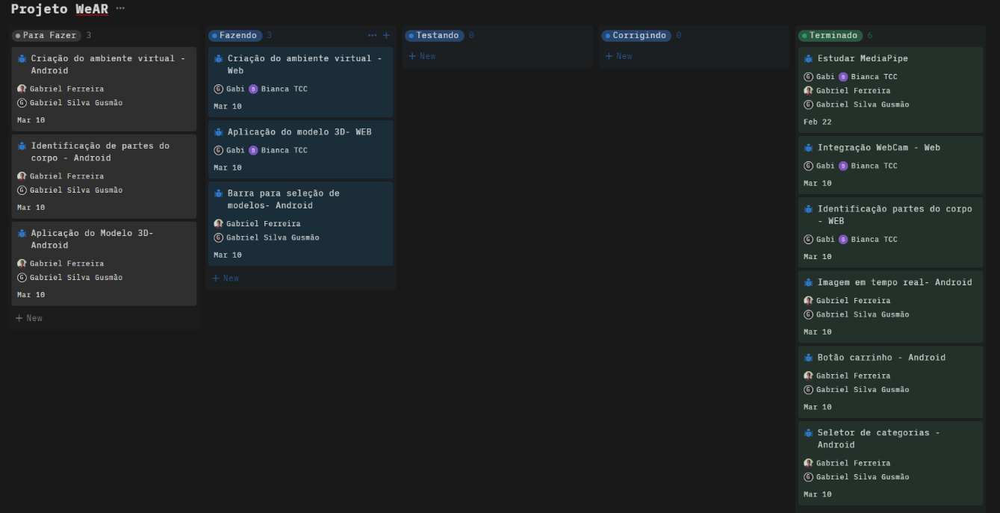 Projeto WeAR ...
Para Fazer 3
Criação do ambiente virtual -
Android
Gabriel Ferreira
G Gabriel Silva Gusmão
Mar 10
Identificação de partes do
corpo - Android
Gabriel Ferreira
G Gabriel Silva Gusmão
Mar 10
Aplicação do Modelo 3D-
Android
Gabriel Ferreira
G Gabriel Silva Gusmão
Mar 10
+ New
Fazendo 3 ... +
Criação do ambiente virtual -
Web
G Gabi B Bianca TCC
Mar 10
Aplicação do modelo 3D- WEB
G Gabi B Bianca TCC
Mar 10
Barra para seleção de
modelos- Android
Gabriel Ferreira
G Gabriel Silva Gusmão
Mar 10
+ New
Testando 0
+ New
Corrigindo 0
+ New
Terminado 6
Estudar MediaPipe
G Gabi B Bianca TCC
Gabriel Ferreira
G Gabriel Silva Gusmão
Feb 22
Integração WebCam - Web
G Gabi B Bianca TCC
Mar 10
Identificação partes do corpo
- WEB
G Gabi B Bianca TCC
Mar 10
Imagem em tempo real- Android
Gabriel Ferreira
G Gabriel Silva Gusmão
Mar 10
Botão carrinho - Android
Gabriel Ferreira
G Gabriel Silva Gusmão
Mar 10
Seletor de categorias -
Android
Gabriel Ferreira
G Gabriel Silva Gusmão
Mar 10